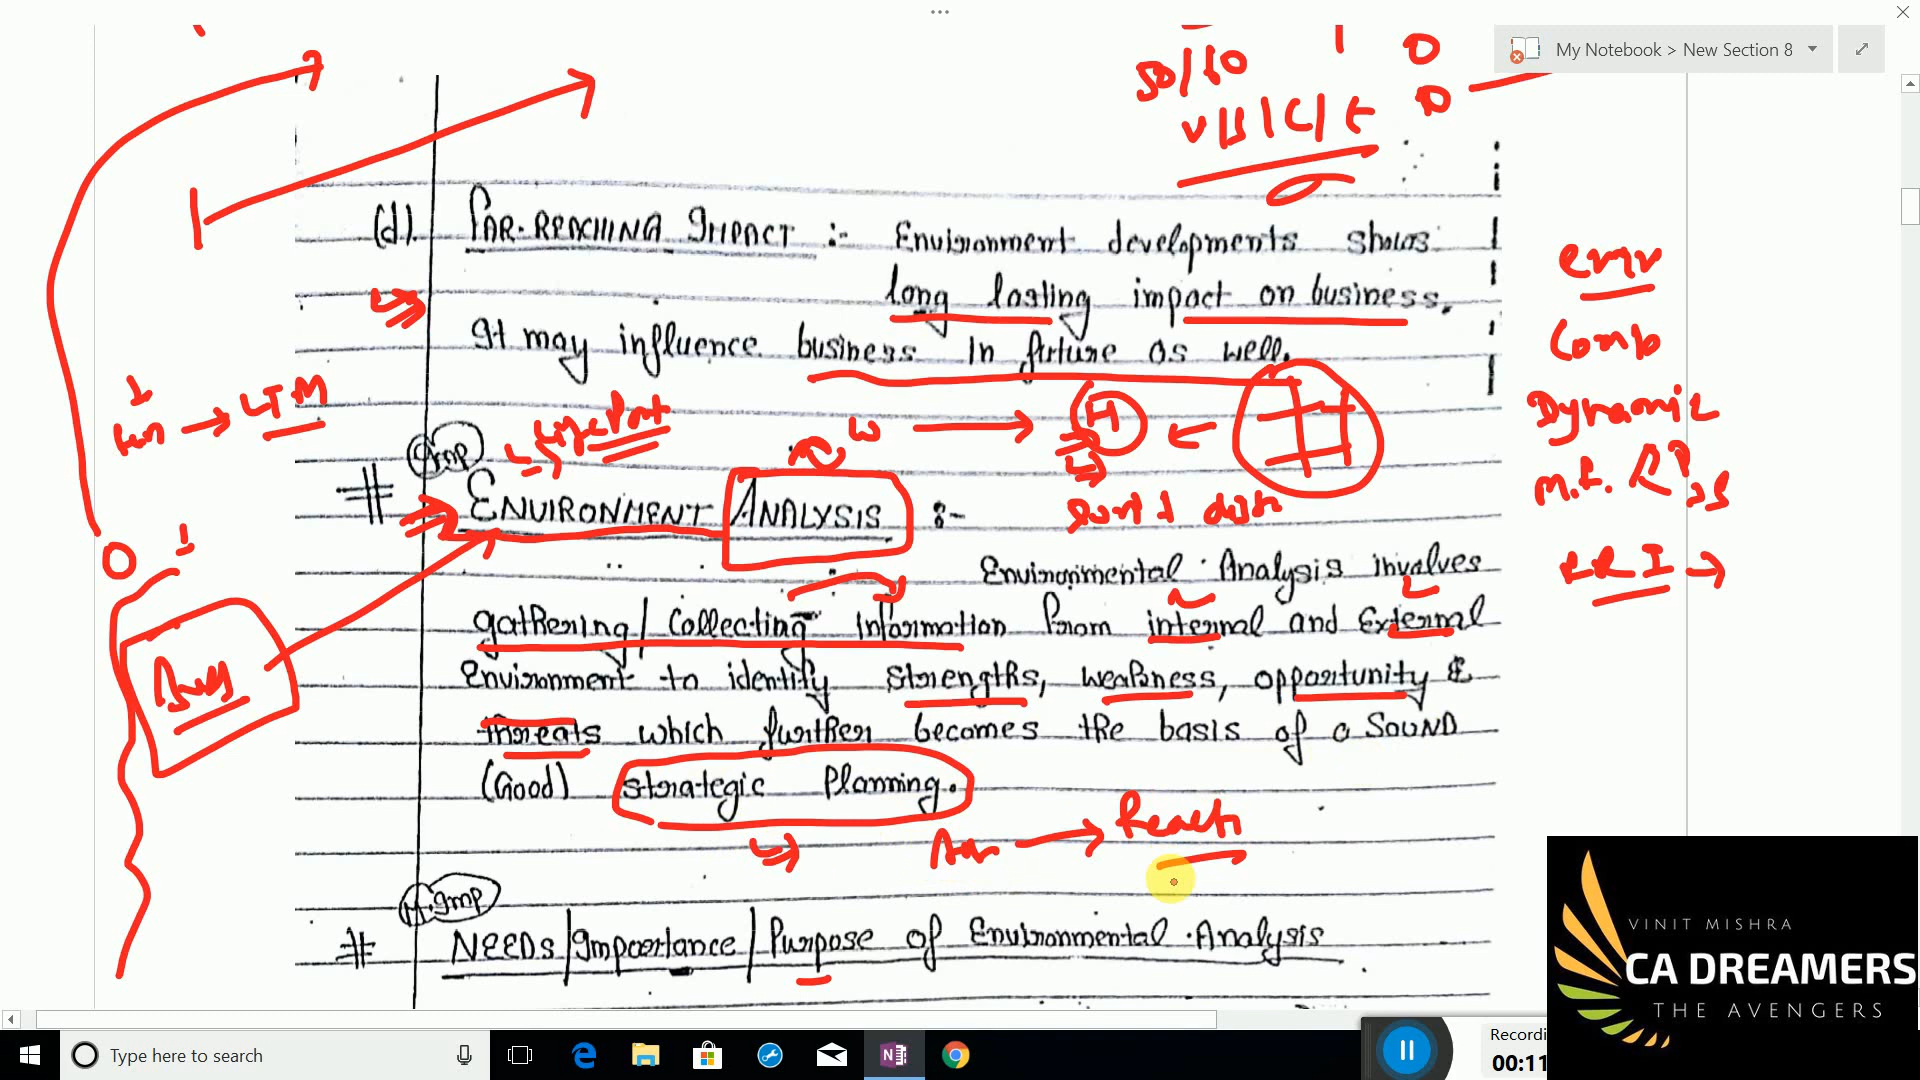 My Notebook > New Section 8
50/60
(d). FAR-REACHING IMPACT :- Environment developments shows
long lasting impact on business.
It may influence business in future as well.
Comb
Dynamic
LTM
W → H
Imp
# ENVIRONMENT ANALYSIS :-
Environmental Analysis involves
gathering / collecting information from internal and External
Environment to identify strengths, weakness, opportunity &
threats which further becomes the basis of a SOUND
(Good) strategic Planning.
M.Imp
# NEEDS/Importance/Purpose of Environmental Analysis
VINIT MISHRA
CA DREAMERS
THE AVENGERS
Type here to search
Recordi
00:11